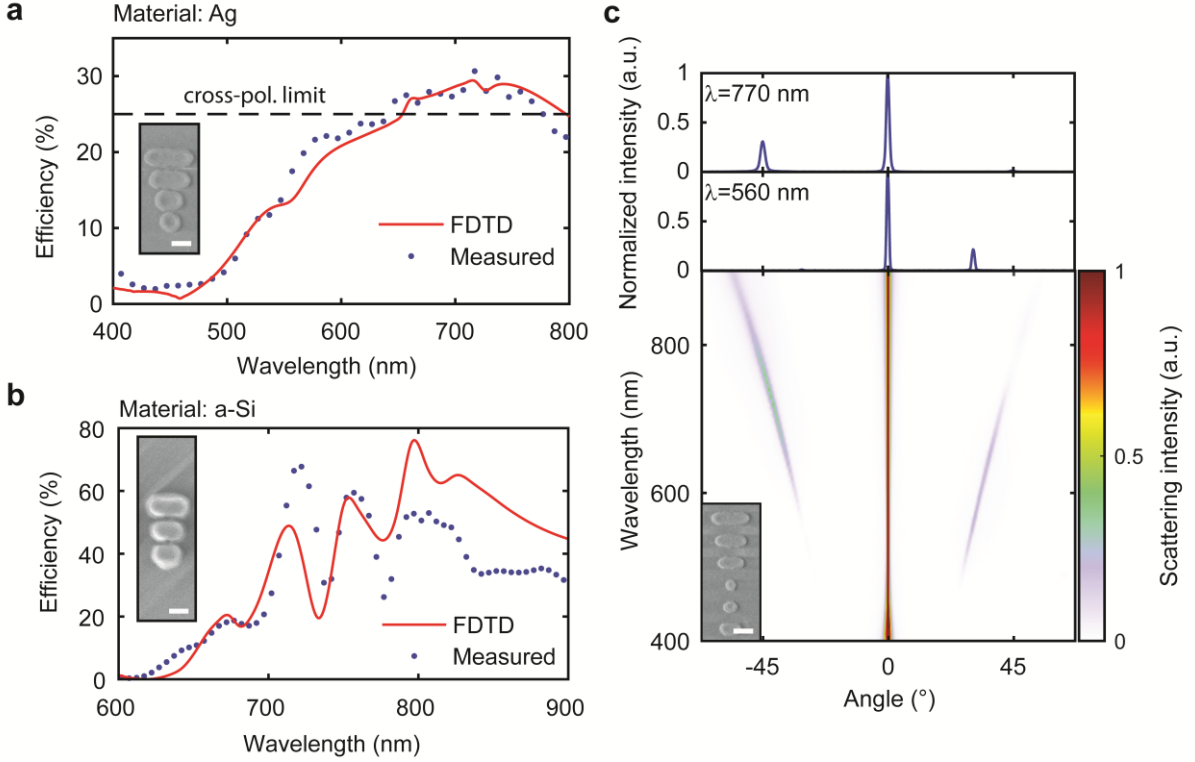 a
Material: Ag
Efficiency (%)
30
20
10
0
cross-pol. limit
FDTD
Measured
400
500
600
700
800
Wavelength (nm)
b
Material: a-Si
Efficiency (%)
80
60
40
20
0
FDTD
Measured
600
700
800
900
Wavelength (nm)
c
Normalized intensity (a.u.)
1
0.5
0
λ=770 nm
0.5
0
λ=560 nm
Wavelength (nm)
800
600
400
-45
0
45
Angle (°)
1
0.5
0
Scattering intensity (a.u.)